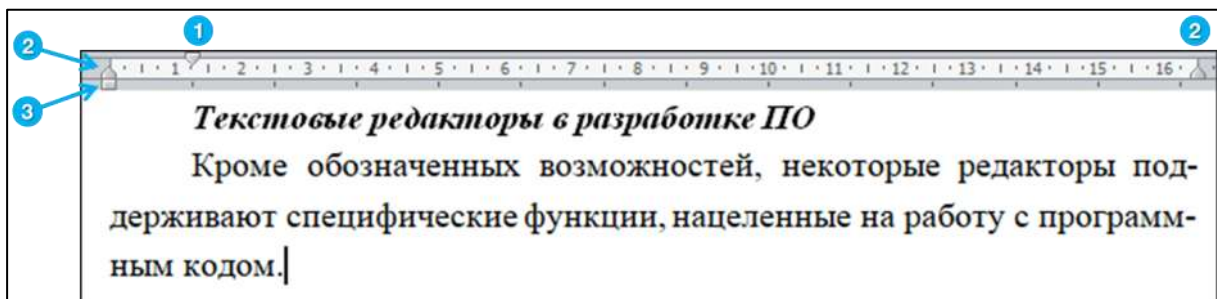 1 2
2
1 2 3 4 5 6 7 8 9 10 11 12 13 14 15 16
3
Текстовые редакторы в разработке ПО
Кроме обозначенных возможностей, некоторые редакторы под-
держивают специфические функции, нацеленные на работу с программ-
ным кодом.